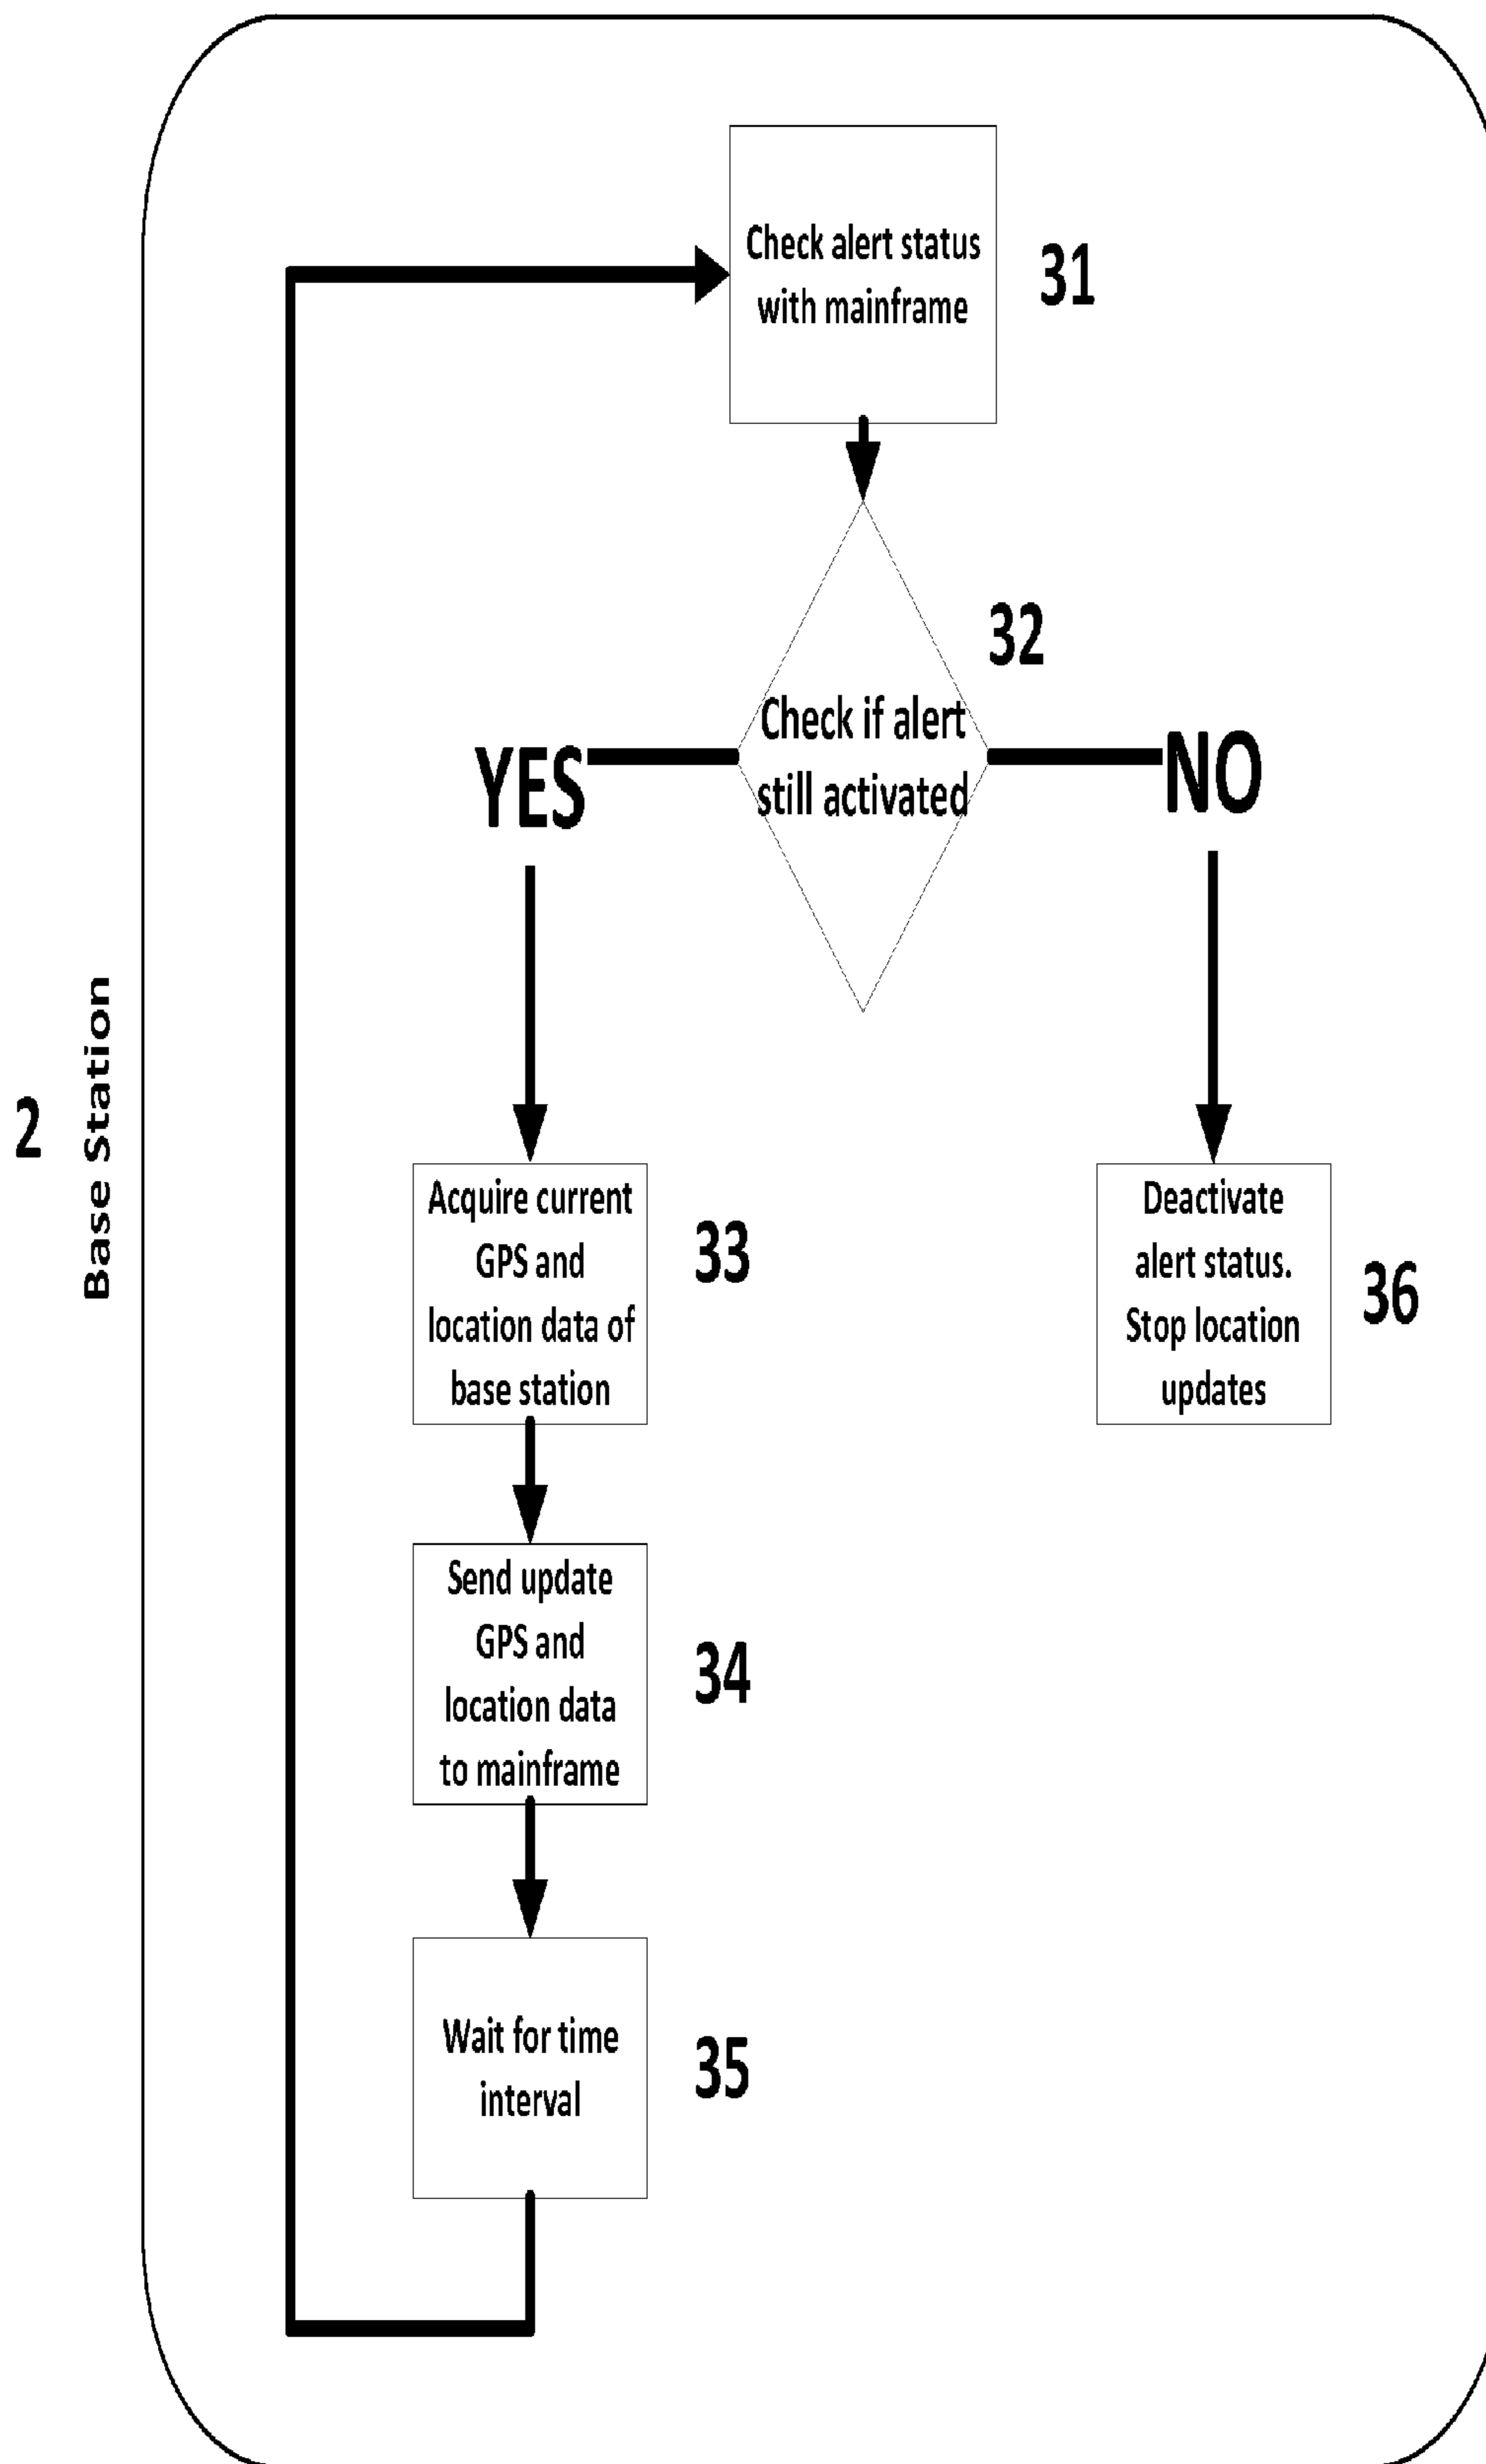 Check alert status
with mainframe
31
32
Check if alert
still activated
YES
NO
2
Base Station
Acquire current
GPS and
location data of
base station
33
Deactivate
alert status.
Stop location
updates
36
Send update
GPS and
location data
to mainframe
34
Wait for time
interval
35